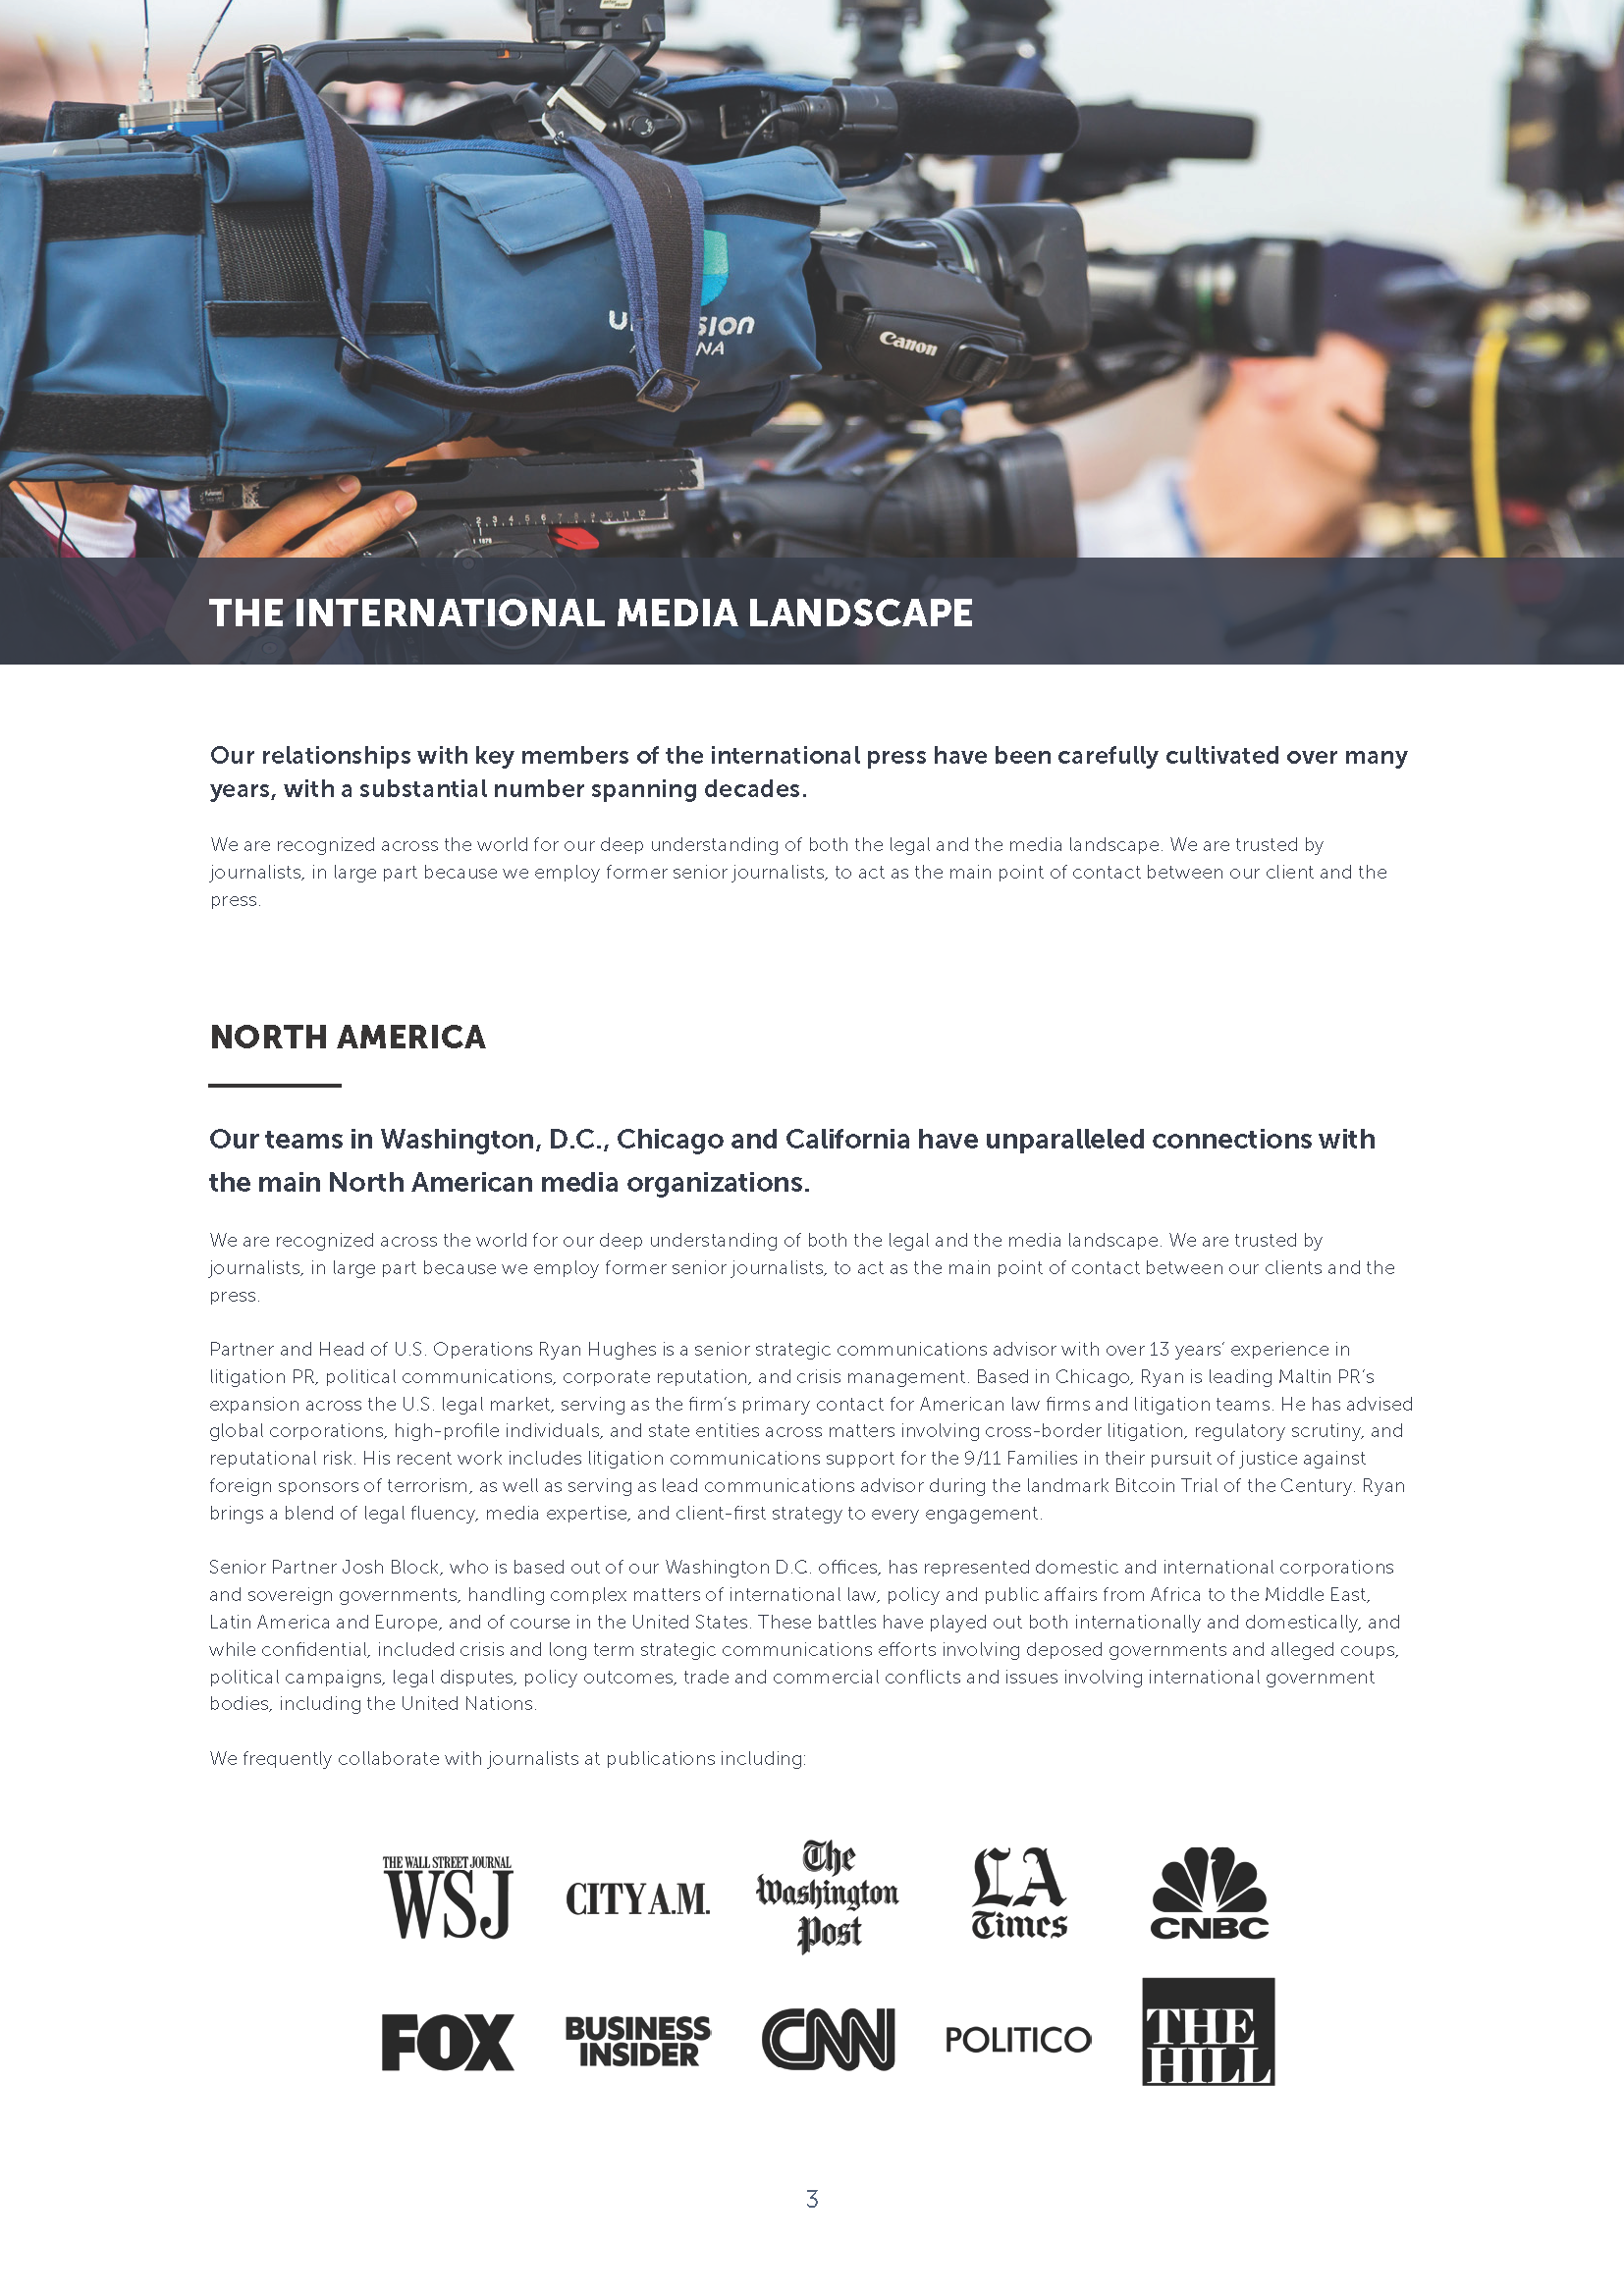 Canon
2 3 4 5 6 7 8 9 10 11 12
THE INTERNATIONAL MEDIA LANDSCAPE
Our relationships with key members of the international press have been carefully cultivated over many
years, with a substantial number spanning decades.
We are recognized across the world for our deep understanding of both the legal and the media landscape. We are trusted by
journalists, in large part because we employ former senior journalists, to act as the main point of contact between our client and the
press.
NORTH AMERICA
Our teams in Washington, D.C., Chicago and California have unparalleled connections with
the main North American media organizations.
We are recognized across the world for our deep understanding of both the legal and the media landscape. We are trusted by
journalists, in large part because we employ former senior journalists, to act as the main point of contact between our clients and the
press.
Partner and Head of U.S. Operations Ryan Hughes is a senior strategic communications advisor with over 13 years’ experience in
litigation PR, political communications, corporate reputation, and crisis management. Based in Chicago, Ryan is leading Maltin PR’s
expansion across the U.S. legal market, serving as the firm’s primary contact for American law firms and litigation teams. He has advised
global corporations, high-profile individuals, and state entities across matters involving cross-border litigation, regulatory scrutiny, and
reputational risk. His recent work includes litigation communications support for the 9/11 Families in their pursuit of justice against
foreign sponsors of terrorism, as well as serving as lead communications advisor during the landmark Bitcoin Trial of the Century. Ryan
brings a blend of legal fluency, media expertise, and client-first strategy to every engagement.
Senior Partner Josh Block, who is based out of our Washington D.C. offices, has represented domestic and international corporations
and sovereign governments, handling complex matters of international law, policy and public affairs from Africa to the Middle East,
Latin America and Europe, and of course in the United States. These battles have played out both internationally and domestically, and
while confidential, included crisis and long term strategic communications efforts involving deposed governments and alleged coups,
political campaigns, legal disputes, policy outcomes, trade and commercial conflicts and issues involving international government
bodies, including the United Nations.
We frequently collaborate with journalists at publications including:
THE WALL STREET JOURNAL
WSJ
CITY A.M.
The
Washington
Post
LA
Times
CNBC
FOX
BUSINESS
INSIDER
CNN
POLITICO
THE
HILL
3